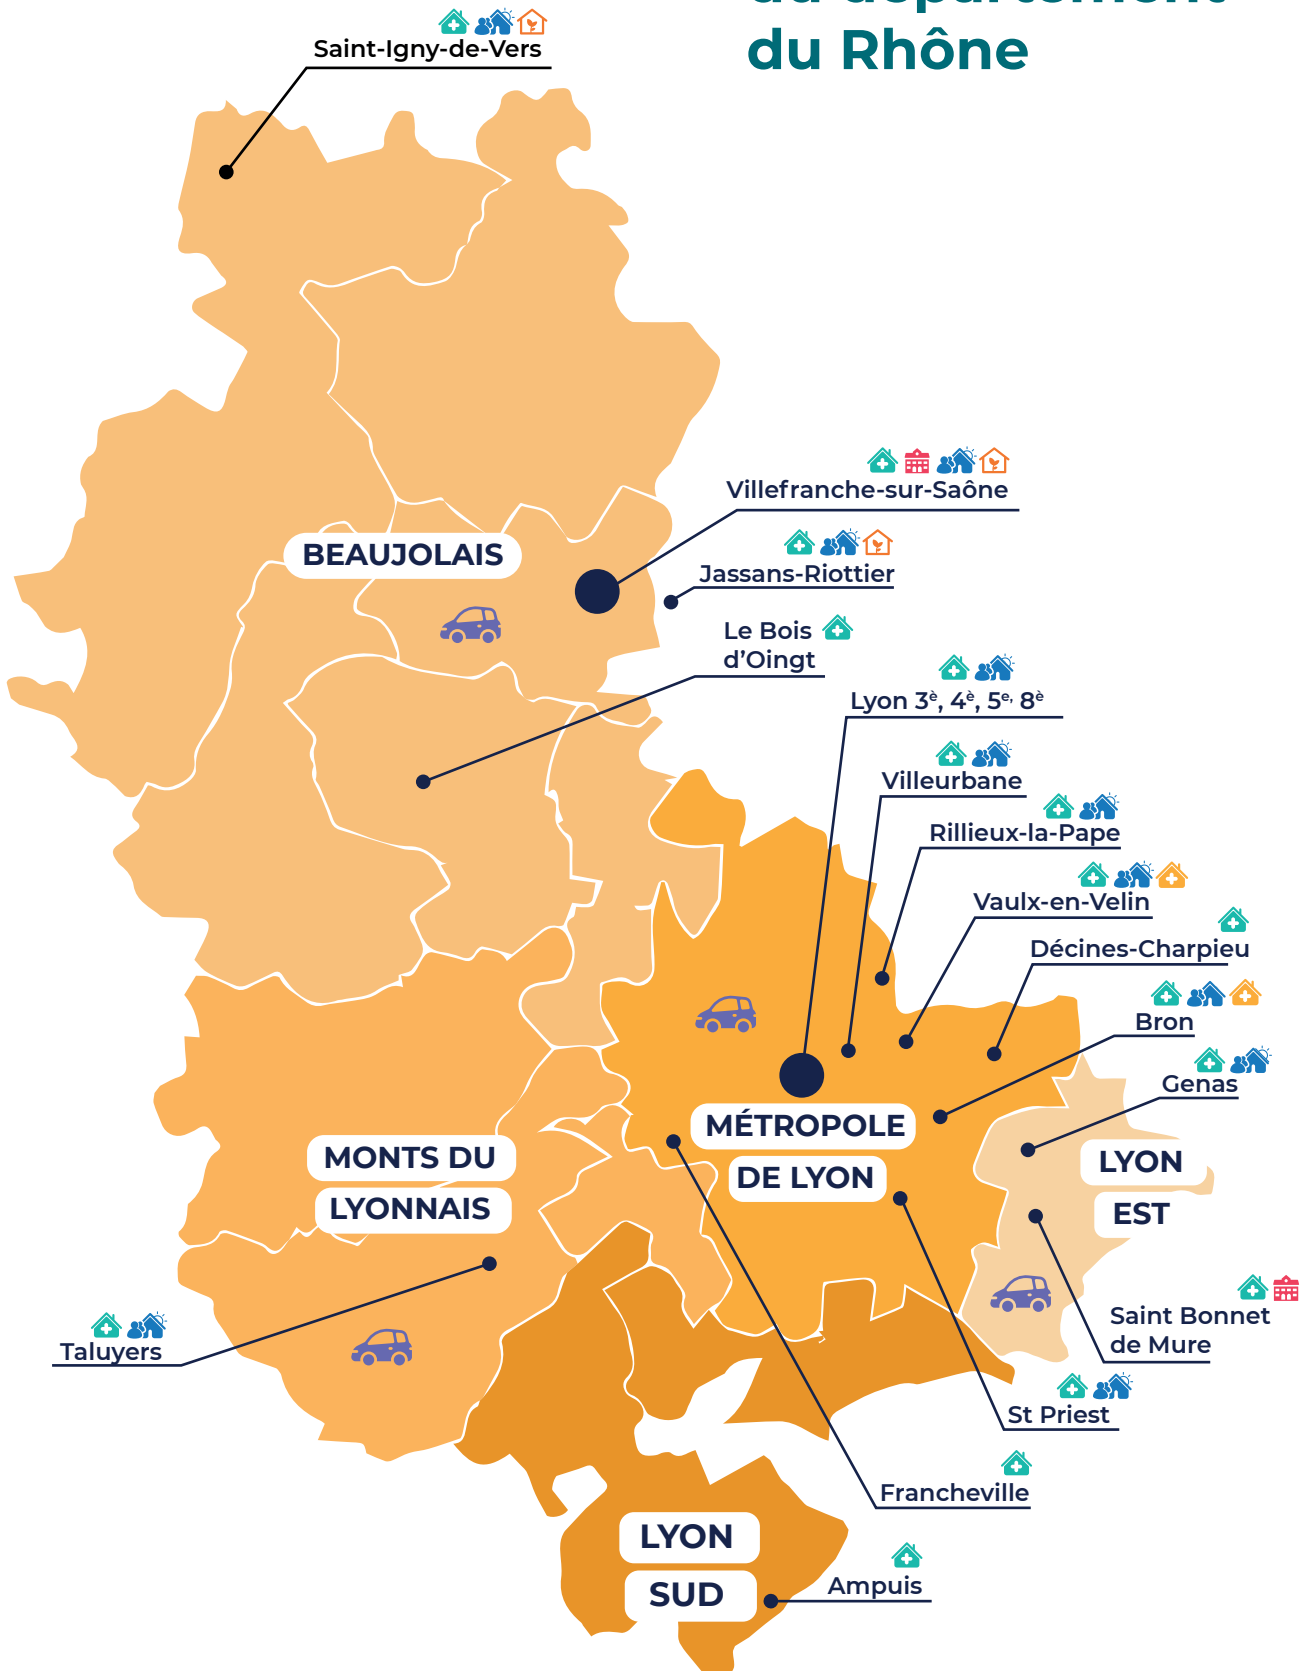 du département
du Rhône
Saint-Igny-de-Vers
Villefranche-sur-Saône
BEAUJOLAIS
Jassans-Riottier
Le Bois
d’Oingt
Lyon 3è, 4è, 5e, 8è
Villeurbane
Rillieux-la-Pape
Vaulx-en-Velin
Décines-Charpieu
Bron
Genas
MÉTROPOLE
DE LYON
MONTS DU
LYONNAIS
LYON
EST
Saint Bonnet
de Mure
Taluyers
St Priest
Francheville
LYON
SUD
Ampuis